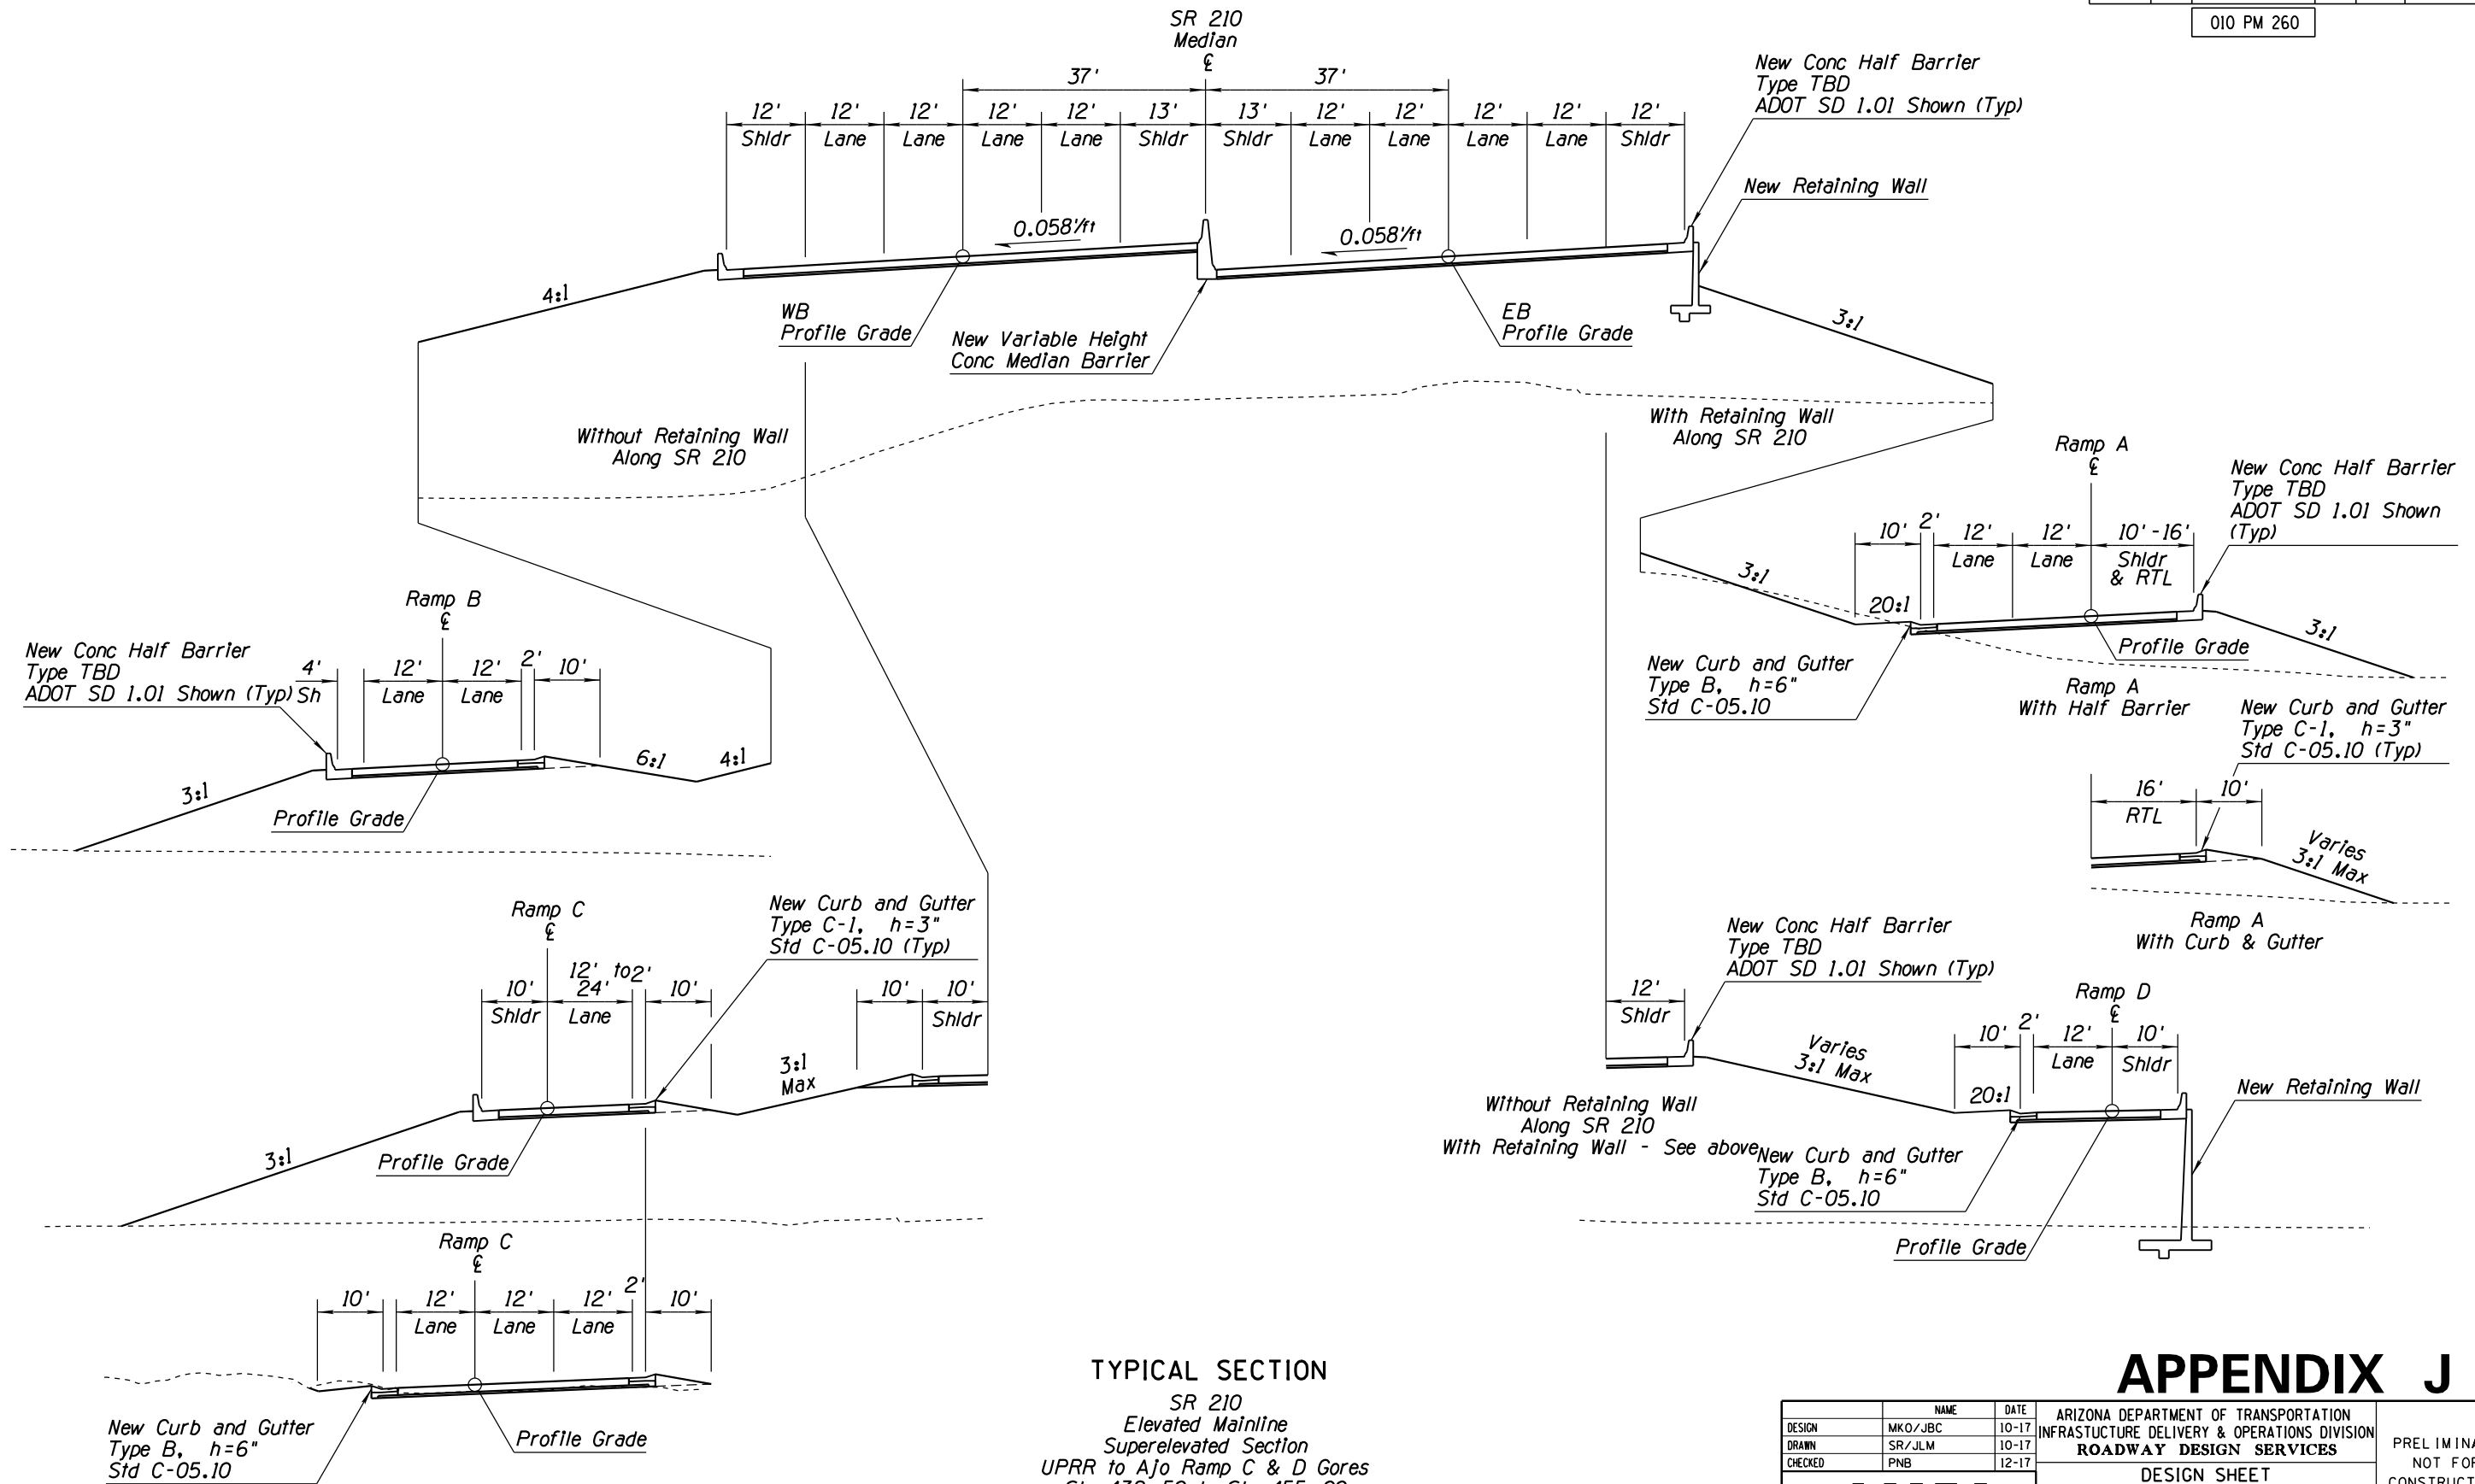 010 PM 260
SR 210
Median
℄
37' 37'
12' 12' 12' 12' 12' 13' 13' 12' 12' 12' 12' 12'
Shldr Lane Lane Lane Lane Shldr Shldr Lane Lane Lane Lane Shldr
New Conc Half Barrier
Type TBD
ADOT SD 1.01 Shown (Typ)
New Retaining Wall
0.058'/ft
0.058'/ft
4:1
WB
Profile Grade
New Variable Height
Conc Median Barrier
EB
Profile Grade
3:1
Without Retaining Wall
Along SR 210
With Retaining Wall
Along SR 210
Ramp A
℄
New Conc Half Barrier
Type TBD
ADOT SD 1.01 Shown
(Typ)
10' 2' 12' 12' 10'-16'
Lane Lane Shldr
& RTL
3:1
20:1
3:1
Profile Grade
New Curb and Gutter
Type B, h=6"
Std C-05.10
Ramp A
With Half Barrier
Ramp B
℄
New Conc Half Barrier
Type TBD
ADOT SD 1.01 Shown (Typ)
4' 12' 12' 2' 10'
Sh Lane Lane
6:1 4:1
3:1
Profile Grade
New Curb and Gutter
Type C-1, h=3"
Std C-05.10 (Typ)
16' 10'
RTL
Varies
3:1 Max
Ramp A
With Curb & Gutter
Ramp C
℄
New Curb and Gutter
Type C-1, h=3"
Std C-05.10 (Typ)
10' 12' to 24' 2' 10' 10' 10'
Shldr Lane Shldr
3:1
Max
3:1
Profile Grade
New Conc Half Barrier
Type TBD
ADOT SD 1.01 Shown (Typ)
12'
Shldr
Ramp D
℄
10' 2' 12' 10'
Lane Shldr
Varies
3:1 Max
20:1
New Retaining Wall
Without Retaining Wall
Along SR 210
With Retaining Wall - See above
New Curb and Gutter
Type B, h=6"
Std C-05.10
Profile Grade
Ramp C
℄
10' 12' 12' 12' 2' 10'
Lane Lane Lane
New Curb and Gutter
Type B, h=6"
Std C-05.10
Profile Grade
TYPICAL SECTION
SR 210
Elevated Mainline
Superelevated Section
UPRR to Ajo Ramp C & D Gores
APPENDIX J
NAME DATE
DESIGN MKO/JBC 10-17
DRAWN SR/JLM 10-17
CHECKED PNB 12-17
ARIZONA DEPARTMENT OF TRANSPORTATION
INFRASTUCTURE DELIVERY & OPERATIONS DIVISION
ROADWAY DESIGN SERVICES
DESIGN SHEET
PRELIMINA
NOT FOR